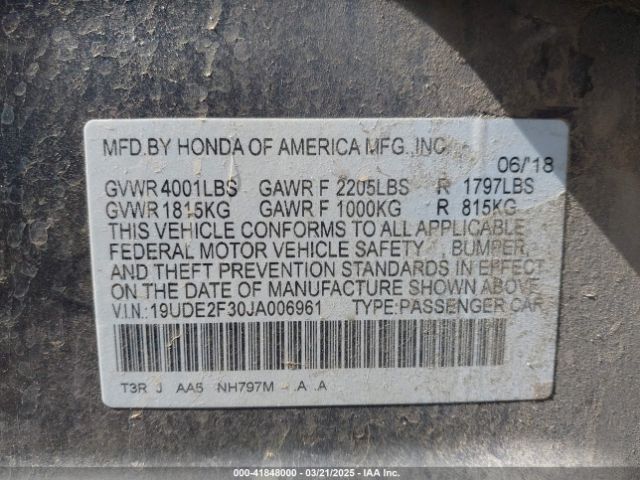 MFD.BY HONDA OF AMERICA MFG.,INC.
06/'18
GVWR 4001LBS GAWR F 2205LBS R 1797LBS
GVWR 1815KG GAWR F 1000KG R 815KG
THIS VEHICLE CONFORMS TO ALL APPLICABLE
FEDERAL MOTOR VEHICLE SAFETY , BUMPER,
AND THEFT PREVENTION STANDARDS IN EFFECT
ON THE DATE OF MANUFACTURE SHOWN ABOVE.
V.I.N.: 19UDE2F30JA006961 TYPE:PASSENGER CAR
T3R J AA5 NH797M - .A .A
000-41848000 | 03/21/2025 | IAA Inc.